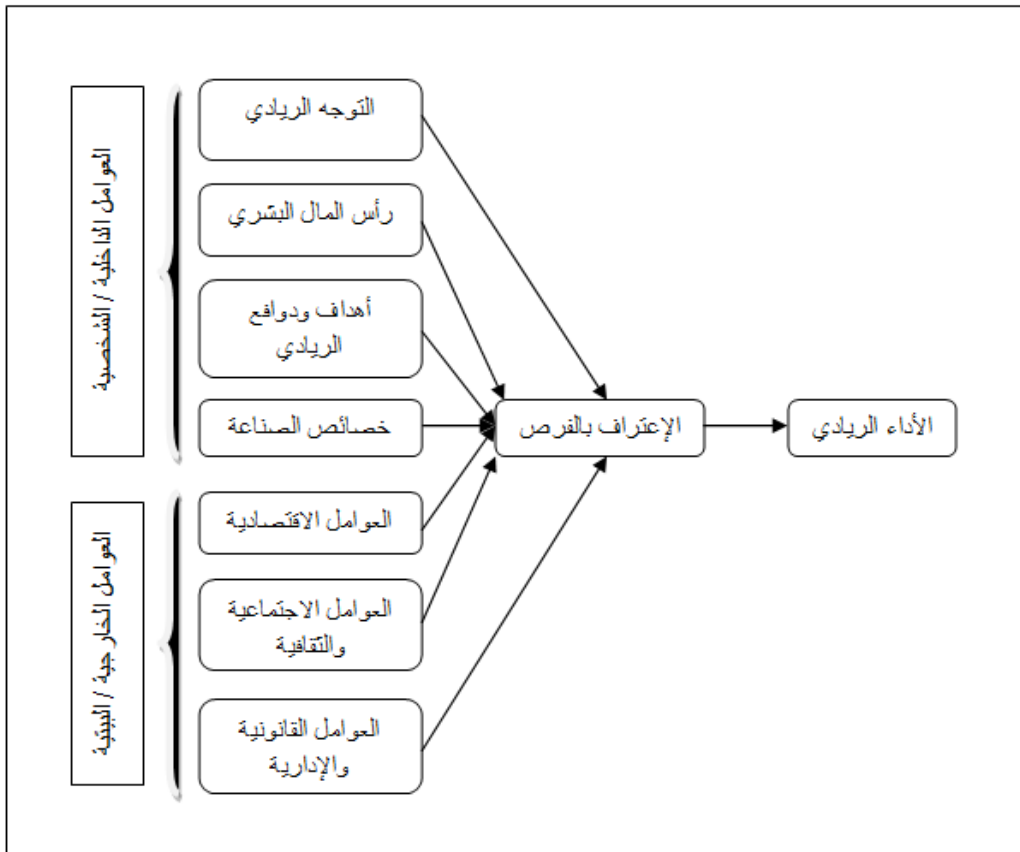 العوامل الداخلية / الشخصية
التوجه الريادي
رأس المال البشري
أهداف ودوافع
الريادي
خصائص الصناعة
العوامل الخارجية / البيئية
العوامل الاقتصادية
العوامل الاجتماعية
والثقافية
العوامل القانونية
والإدارية
الإعتراف بالفرص
الأداء الريادي